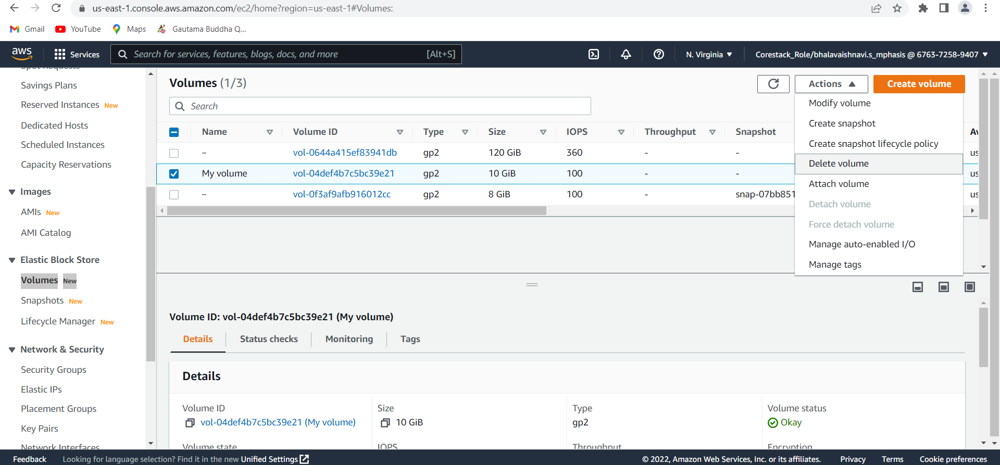 us-east-1.console.aws.amazon.com/ec2/home?region=us-east-1#Volumes:
Gmail YouTube Maps Gautama Buddha Q...
aws Services Search for services, features, blogs, docs, and more [Alt+S] N. Virginia Corestack_Role/bhalavaishnavi.s_mphasis @ 6763-7258-9407
Spot Requests
Savings Plans
Reserved Instances New
Dedicated Hosts
Scheduled Instances
Capacity Reservations
Images
AMIs New
AMI Catalog
Elastic Block Store
Volumes New
Snapshots New
Lifecycle Manager New
Network & Security
Security Groups
Elastic IPs
Placement Groups
Key Pairs
Network Interfaces
Volumes (1/3)
Actions Create volume
Search
Name Volume ID Type Size IOPS Throughput Snapshot Av
– vol-0644a415ef83941db gp2 120 GiB 360 - - us
My volume vol-04def4b7c5bc39e21 gp2 10 GiB 100 - - us
– vol-0f3af9afb916012cc gp2 8 GiB 100 - snap-07bb851 us
Modify volume
Create snapshot
Create snapshot lifecycle policy
Delete volume
Attach volume
Detach volume
Force detach volume
Manage auto-enabled I/O
Manage tags
Volume ID: vol-04def4b7c5bc39e21 (My volume)
Details Status checks Monitoring Tags
Details
Volume ID Size Type Volume status
vol-04def4b7c5bc39e21 (My volume) 10 GiB gp2 Okay
Volume state IOPS Throughput Encryption
Feedback Looking for language selection? Find it in the new Unified Settings © 2022, Amazon Web Services, Inc. or its affiliates. Privacy Terms Cookie preferences